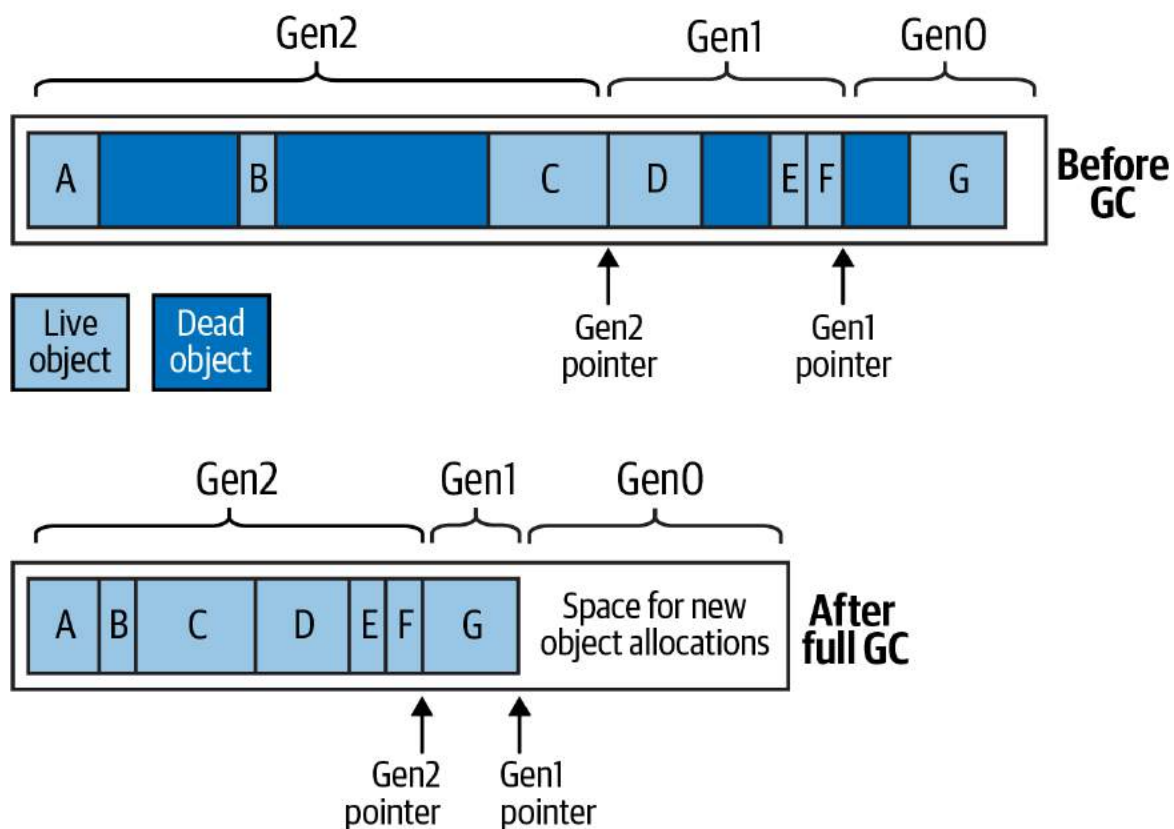 Gen2
Gen1
Gen0
A
B
C
D
E
F
G
Before
GC
Live
object
Dead
object
Gen2
pointer
Gen1
pointer
Gen2
Gen1
Gen0
A
B
C
D
E
F
G
Space for new
object allocations
After
full GC
Gen2
pointer
Gen1
pointer